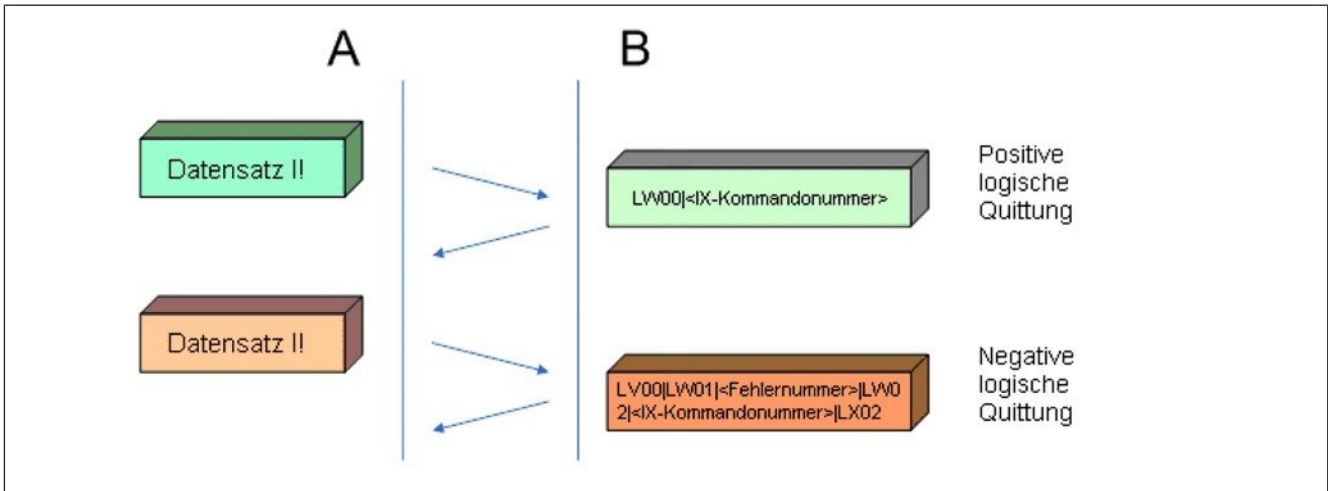 A
B
Datensatz I!
LW00|<IX-Kommandonummer>
Positive
logische
Quittung
Datensatz I!
LV00|LW01|<Fehlernummer>|LW0
2|<IX-Kommandonummer>|LX02
Negative
logische
Quittung